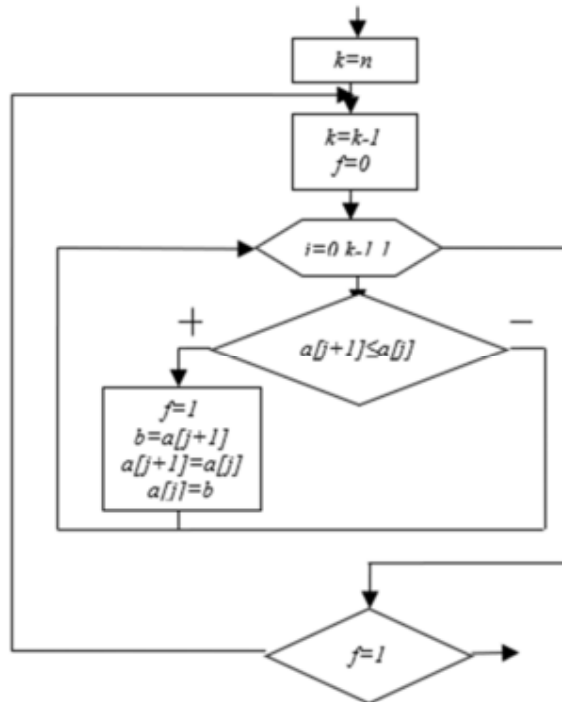 k=n
k=k-1
f=0
j=0 k-1 1
+
−
a[j+1]≤a[j]
f=1
b=a[j+1]
a[j+1]=a[j]
a[j]=b
f=1